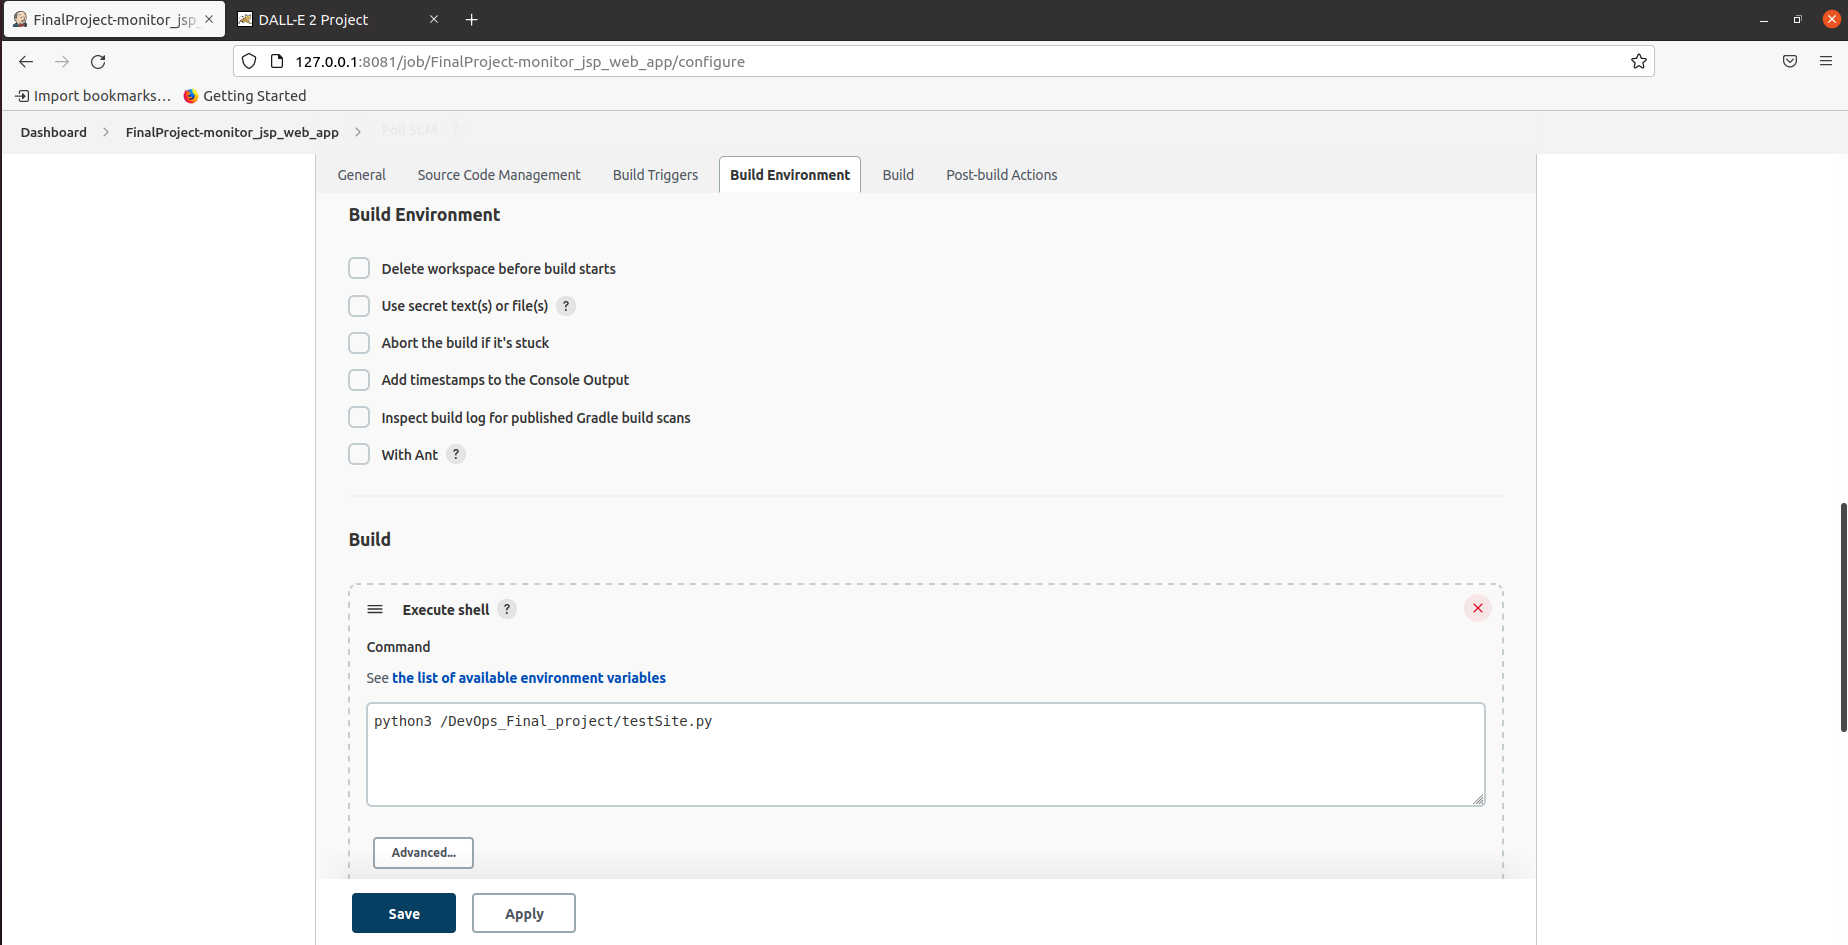 FinalProject-monitor_jsp_
DALL-E 2 Project
127.0.0.1:8081/job/FinalProject-monitor_jsp_web_app/configure
Import bookmarks…
Getting Started
Dashboard
FinalProject-monitor_jsp_web_app
Poll SCM ?
General
Source Code Management
Build Triggers
Build Environment
Build
Post-build Actions
Build Environment
Delete workspace before build starts
Use secret text(s) or file(s) ?
Abort the build if it's stuck
Add timestamps to the Console Output
Inspect build log for published Gradle build scans
With Ant ?
Build
Execute shell ?
Command
See the list of available environment variables
python3 /DevOps_Final_project/testSite.py
Advanced...
Save
Apply